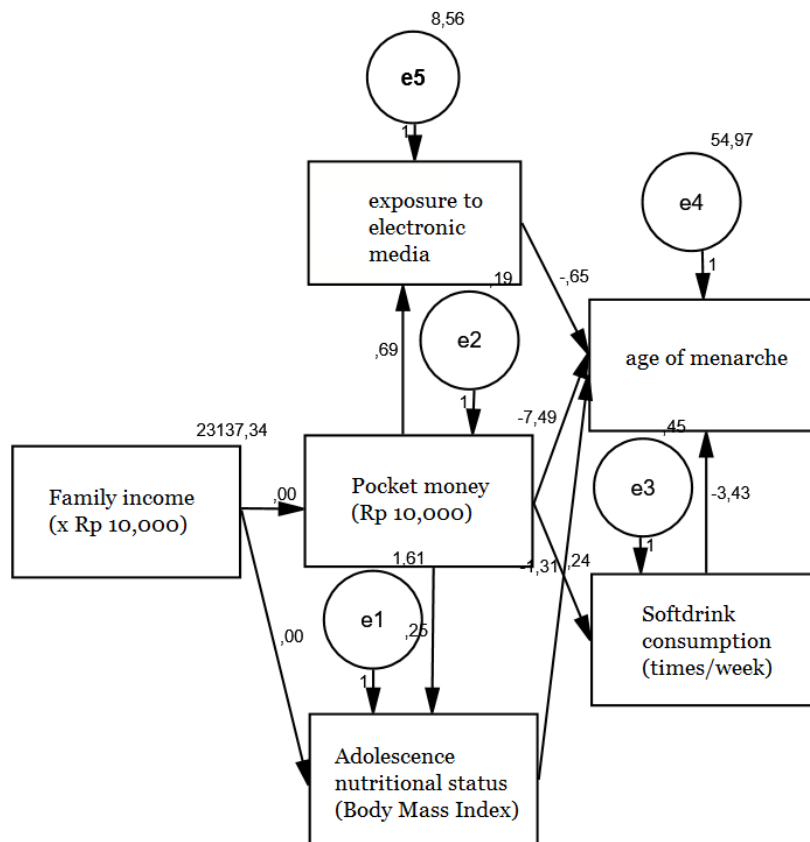 8,56
e5
1
54,97
e4
1
exposure to
electronic
media
,19
-,65
e2
1
,69
age of menarche
-7,49
23137,34
,45
Family income
(x Rp 10,000)
,00
Pocket money
(Rp 10,000)
e3
1
-3,43
1,61
-1,31
,24
e1
1
,25
,00
Softdrink
consumption
(times/week)
Adolescence
nutritional status
(Body Mass Index)